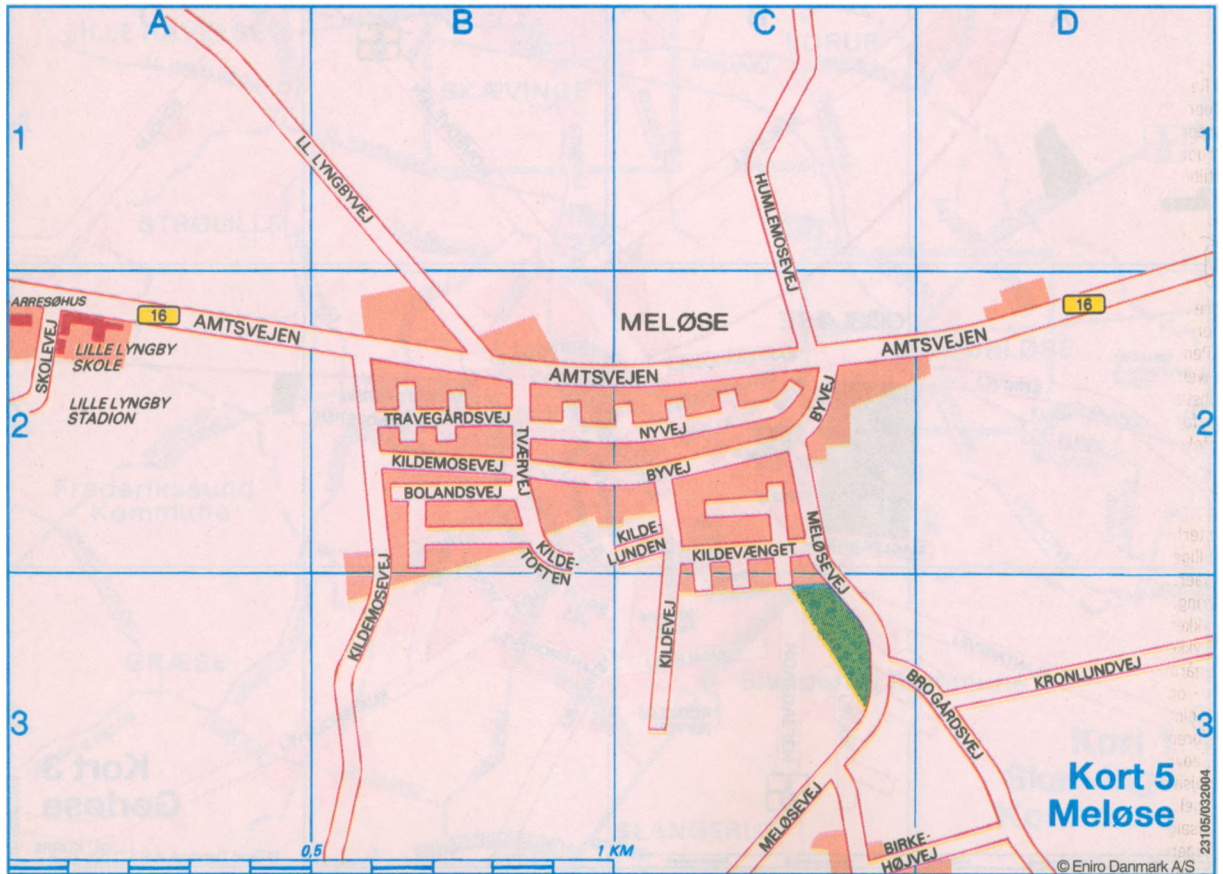 A
B
C
D
1
1
LL. LYNGBYVEJ
HUMLEMOSEVEJ
ARRESØHUS
16
AMTSVEJEN
SKOLEVEJ
LILLE LYNGBY
SKOLE
LILLE LYNGBY
STADION
MELØSE
16
AMTSVEJEN
AMTSVEJEN
2
2
TRAVEGÅRDSVEJ
NYVEJ
BYVEJ
TVÆRVEJ
KILDEMOSEVEJ
BYVEJ
BOLANDSVEJ
KILDE-
TOFTEN
KILDE-
LUNDEN
KILDEVÆNGET
MELØSEVEJ
KILDEMOSEVEJ
KILDEVEJ
BROGÅRDSVEJ
KRONLUNDVEJ
3
3
MELØSEVEJ
BIRKE-
HØJVEJ
Kort 5
Meløse
0,5
1 KM
23105/032004
© Eniro Danmark A/S